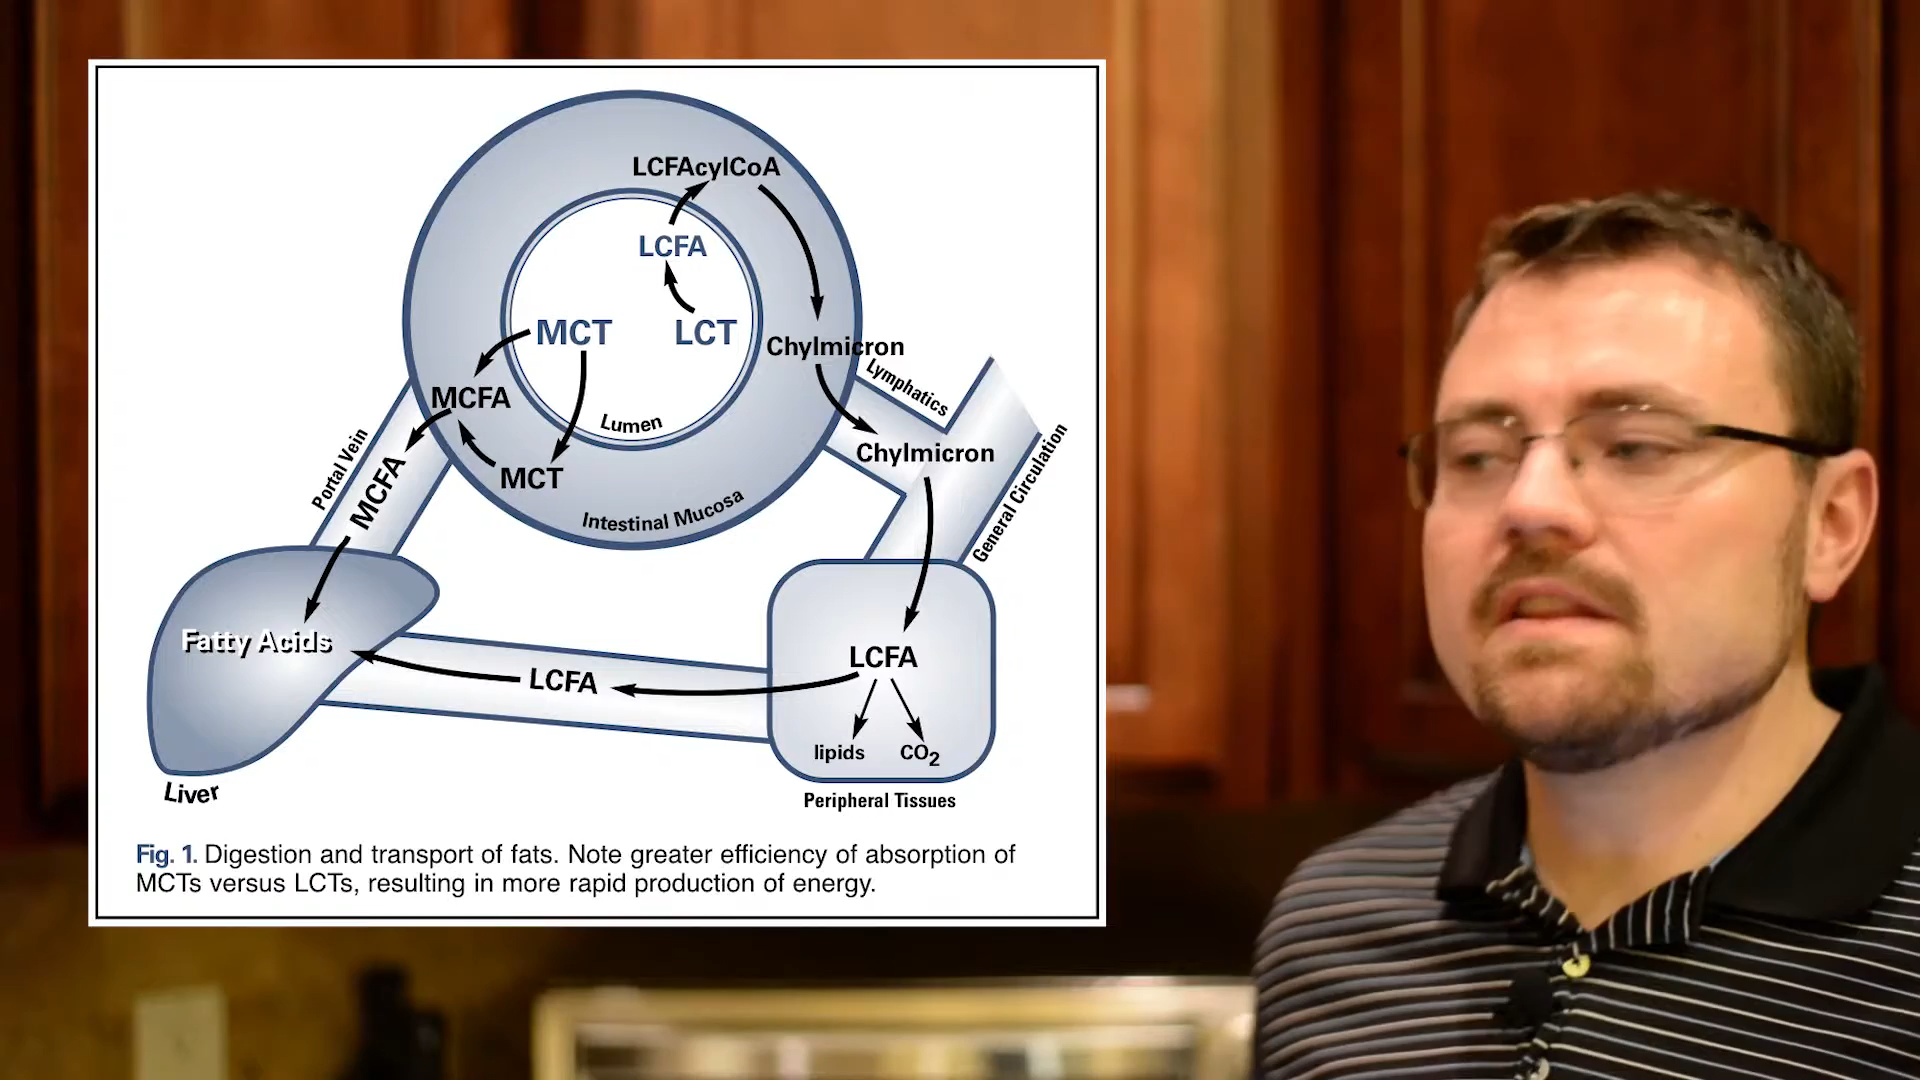 LCFAcylCoA
LCFA
MCT
LCT
Chylmicron
Lymphatics
MCFA
Lumen
Portal Vein
MCFA
MCT
Chylmicron
General Circulation
Intestinal Mucosa
Fatty Acids
LCFA
LCFA
lipids
CO2
Liver
Peripheral Tissues
Fig. 1. Digestion and transport of fats. Note greater efficiency of absorption of
MCTs versus LCTs, resulting in more rapid production of energy.